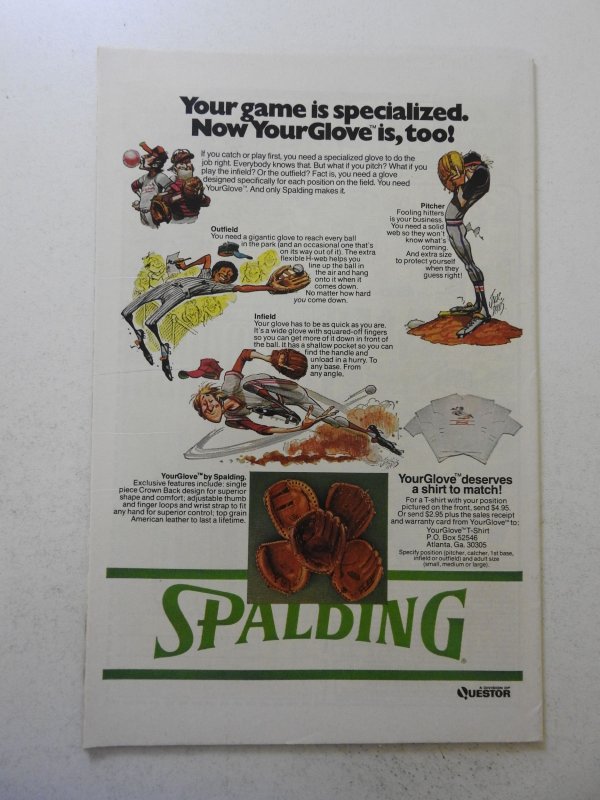 Your game is specialized.
Now YourGlove™ is, too!
If you catch or play first, you need a specialized glove to do the
job right. Everybody knows that. But what if you pitch? What if you
play the infield? Or the outfield? Fact is, you need a glove
designed specifically for each position on the field. You need
YourGlove™. And only Spalding makes it.
Pitcher
Fooling hitters
is your business.
You need a solid
web so they won't
know what's
coming.
And extra size
to protect yourself
when they
guess right!
Outfield
You need a gigantic glove to reach every ball
in the park (and an occasional one that's
on its way out of it). The extra
flexible H-web helps you
line up the ball in
the air and hang
onto it when it
comes down.
No matter how hard
you come down.
Infield
Your glove has to be as quick as you are.
It's a wide glove with squared-off fingers
so you can get more of it down in front of
the ball. It has a shallow pocket so you can
find the handle and
unload in a hurry. To
any base. From
any angle.
YourGlove™ by Spalding.
Exclusive features include: single
piece Crown Back design for superior
shape and comfort; adjustable thumb
and finger loops and wrist strap to fit
any hand for superior control; top grain
American leather to last a lifetime.
YourGlove™ deserves
a shirt to match!
For a T-shirt with your position
pictured on the front, send $4.95.
Or send $2.95 plus the sales receipt
and warranty card from YourGlove™ to:
YourGlove™ T-Shirt
P.O. Box 52546
Atlanta, Ga. 30305
Specify position (pitcher, catcher, 1st base,
infield or outfield) and adult size
(small, medium or large).
SPALDING®
A DIVISION OF
QUESTOR